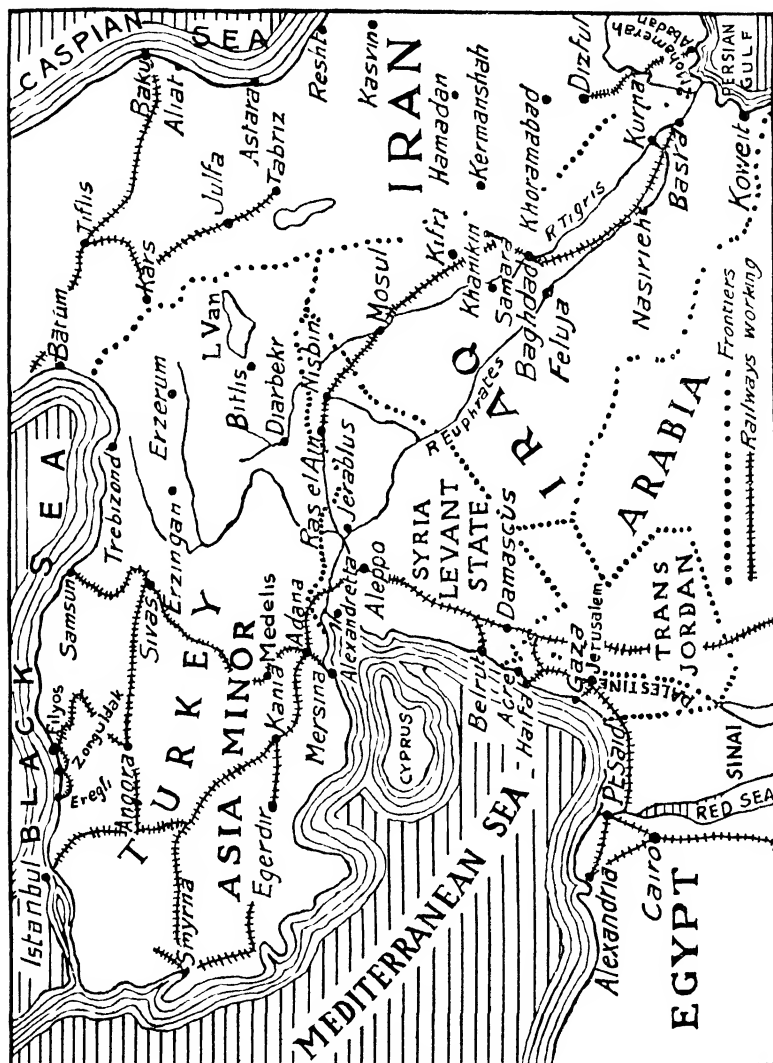 BLACK SEA
CASPIAN SEA
Istanbul
Eregli
Zonguldak
Filyos
Samsun
Trebizond
Batum
Tiflis
Baku
Aliat
Kars
Astara
Resht
Angora
Sivas
Erzingan
Erzerum
Julfa
Tabriz
Kasvin
TURKEY
L Van
Bitlis
Diarbekr
IRAN
Hamadan
Kermanshah
ASIA
MINOR
Smyrna
Egerdir
Kania
Medelis
Adana
Mersina
Alexandretta
Ras el Ain
Nisbin
Jerablus
Aleppo
Mosul
Kifri
Khanikin
Samara
Baghdad
Feluja
Khoramabad
Dizful
R Tigris
R Euphrates
IRAQ
Kurna
Mohamerah
Abadan
Nasirieh
Basra
PERSIAN
GULF
Koweit
CYPRUS
SYRIA
LEVANT
STATE
Beirut
Damascus
Acre
Haifa
MEDITERRANEAN SEA
Gaza
Jerusalem
PALESTINE
TRANS
JORDAN
ARABIA
Alexandria
Pt Said
Cairo
SINAI
RED SEA
EGYPT
Frontiers
Railways working